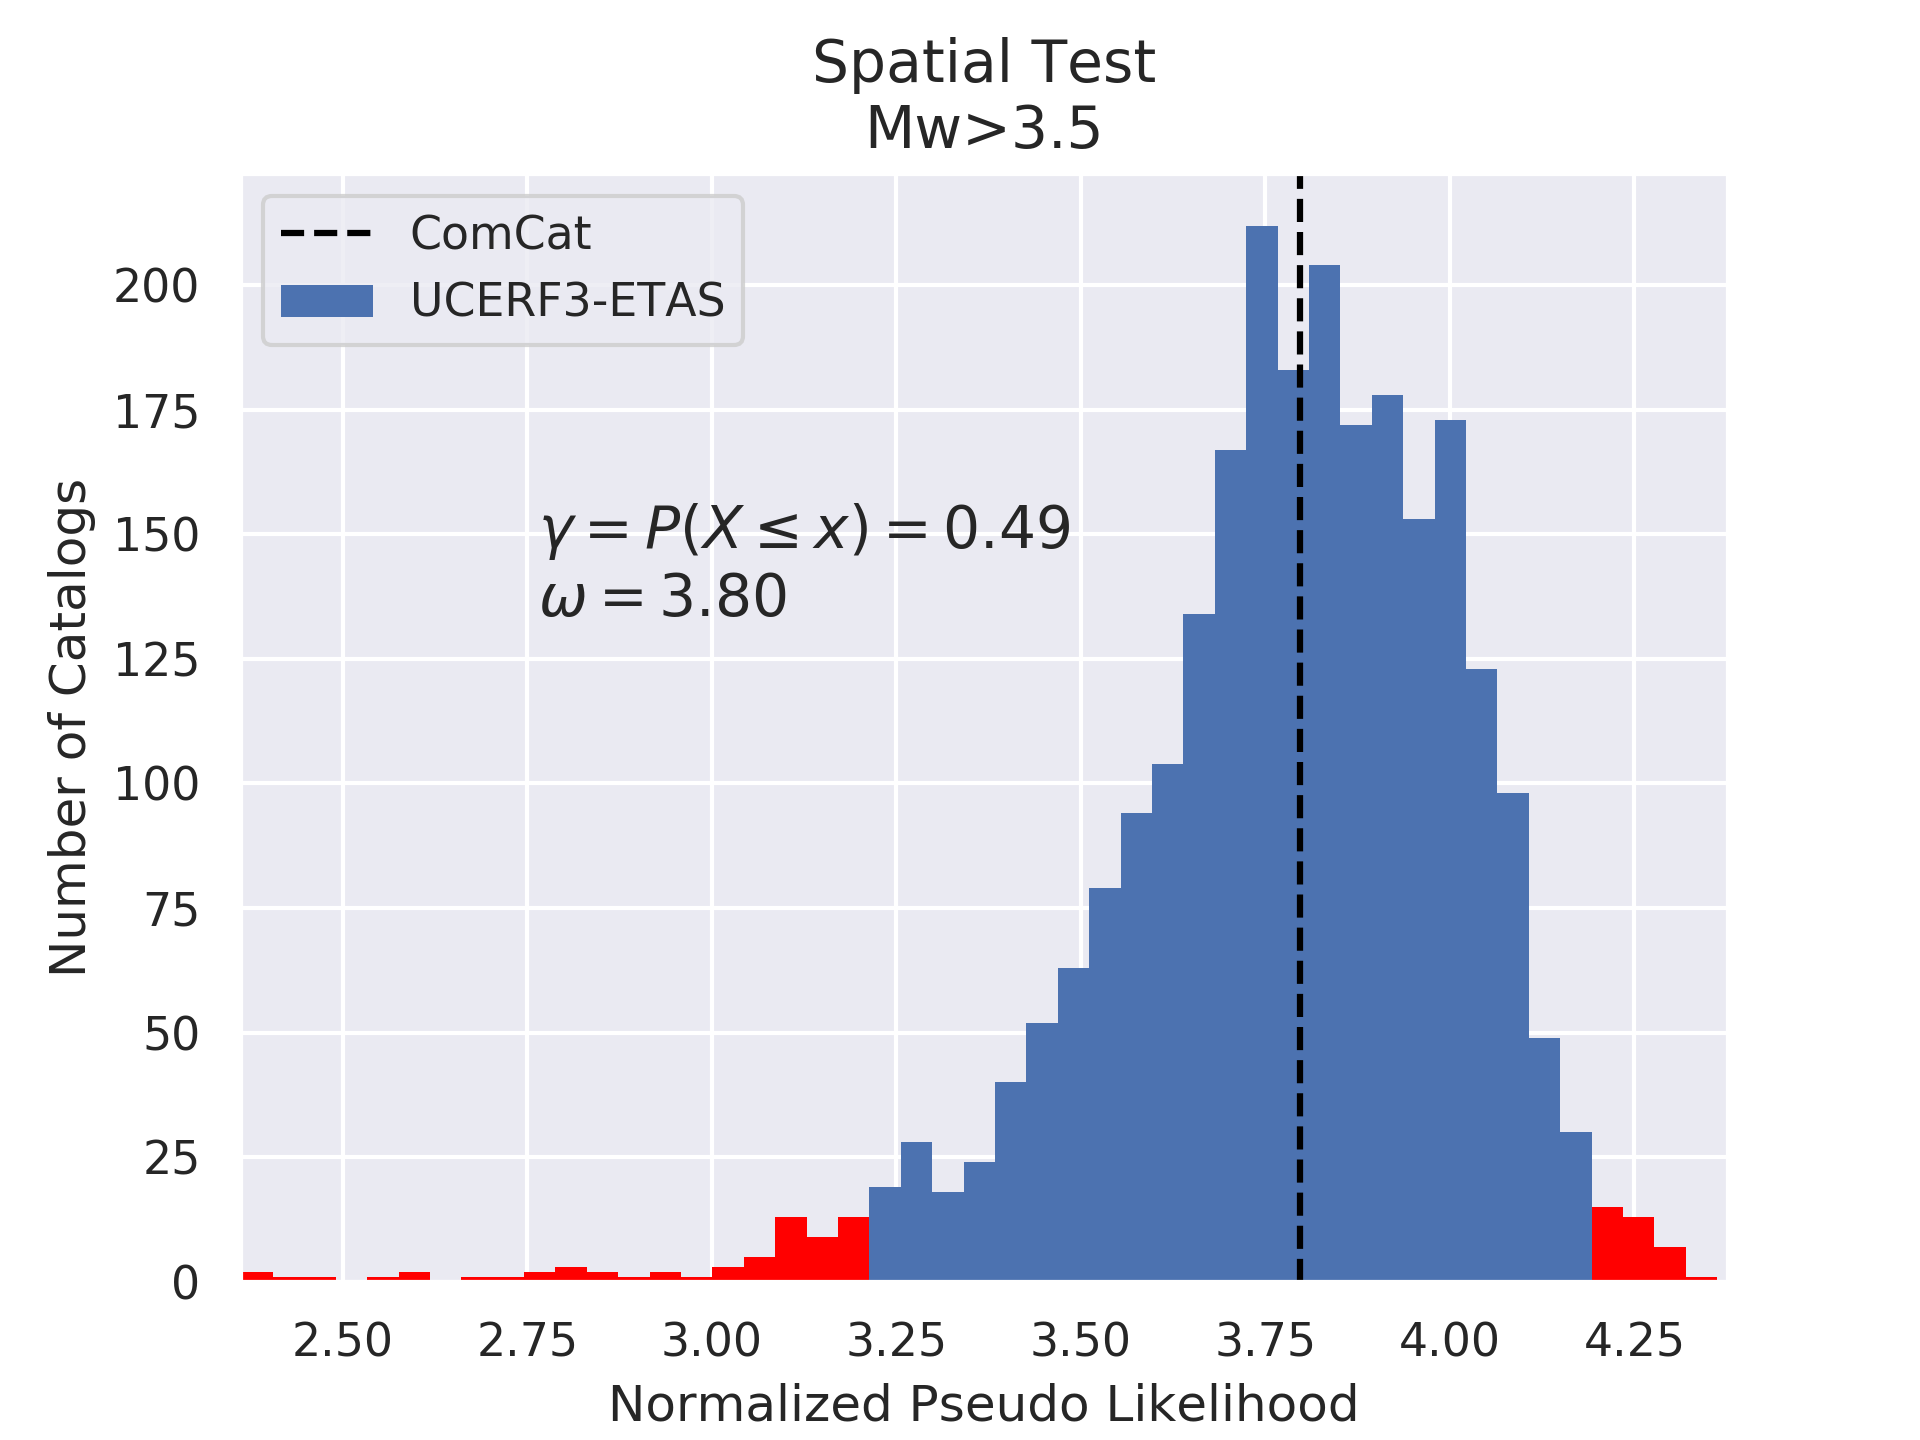 Spatial Test
Mw>3.5
ComCat
UCERF3-ETAS
γ = P(X ≤ x) = 0.49
ω = 3.80
Number of Catalogs
200
175
150
125
100
75
50
25
0
2.50 2.75 3.00 3.25 3.50 3.75 4.00 4.25
Normalized Pseudo Likelihood